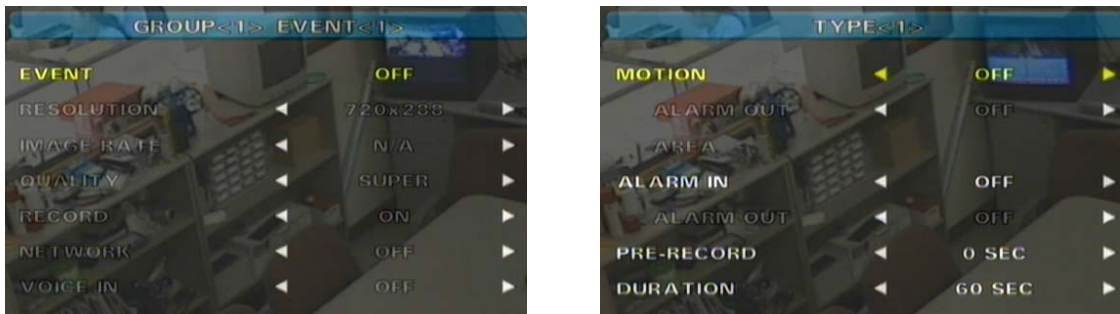 GROUP<1> EVENT<1>
EVENT OFF
RESOLUTION 720x288
IMAGE RATE N/A
QUALITY SUPER
RECORD ON
NETWORK OFF
VOICE IN OFF
TYPE<1>
MOTION OFF
ALARM OUT OFF
AREA
ALARM IN OFF
ALARM OUT OFF
PRE-RECORD 0 SEC
DURATION 60 SEC